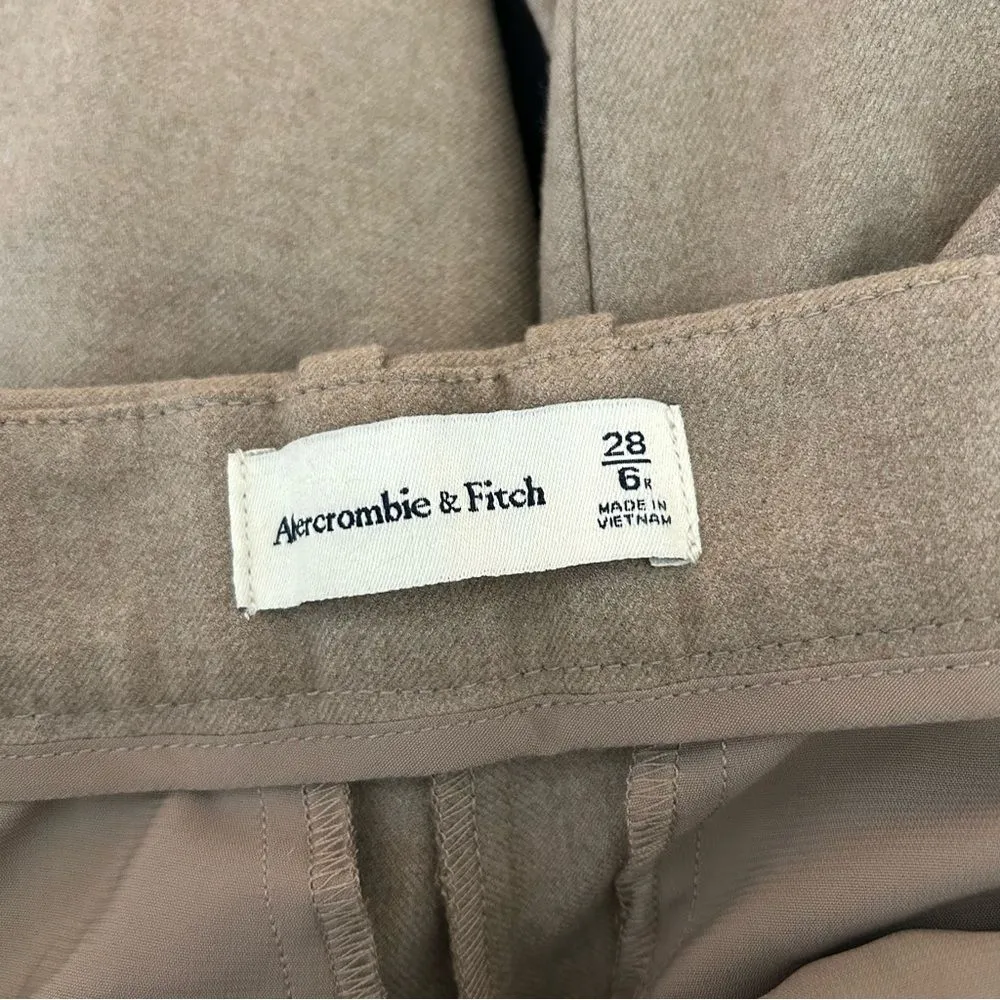 Abercrombie & Fitch
28
6R
MADE IN
VIETNAM